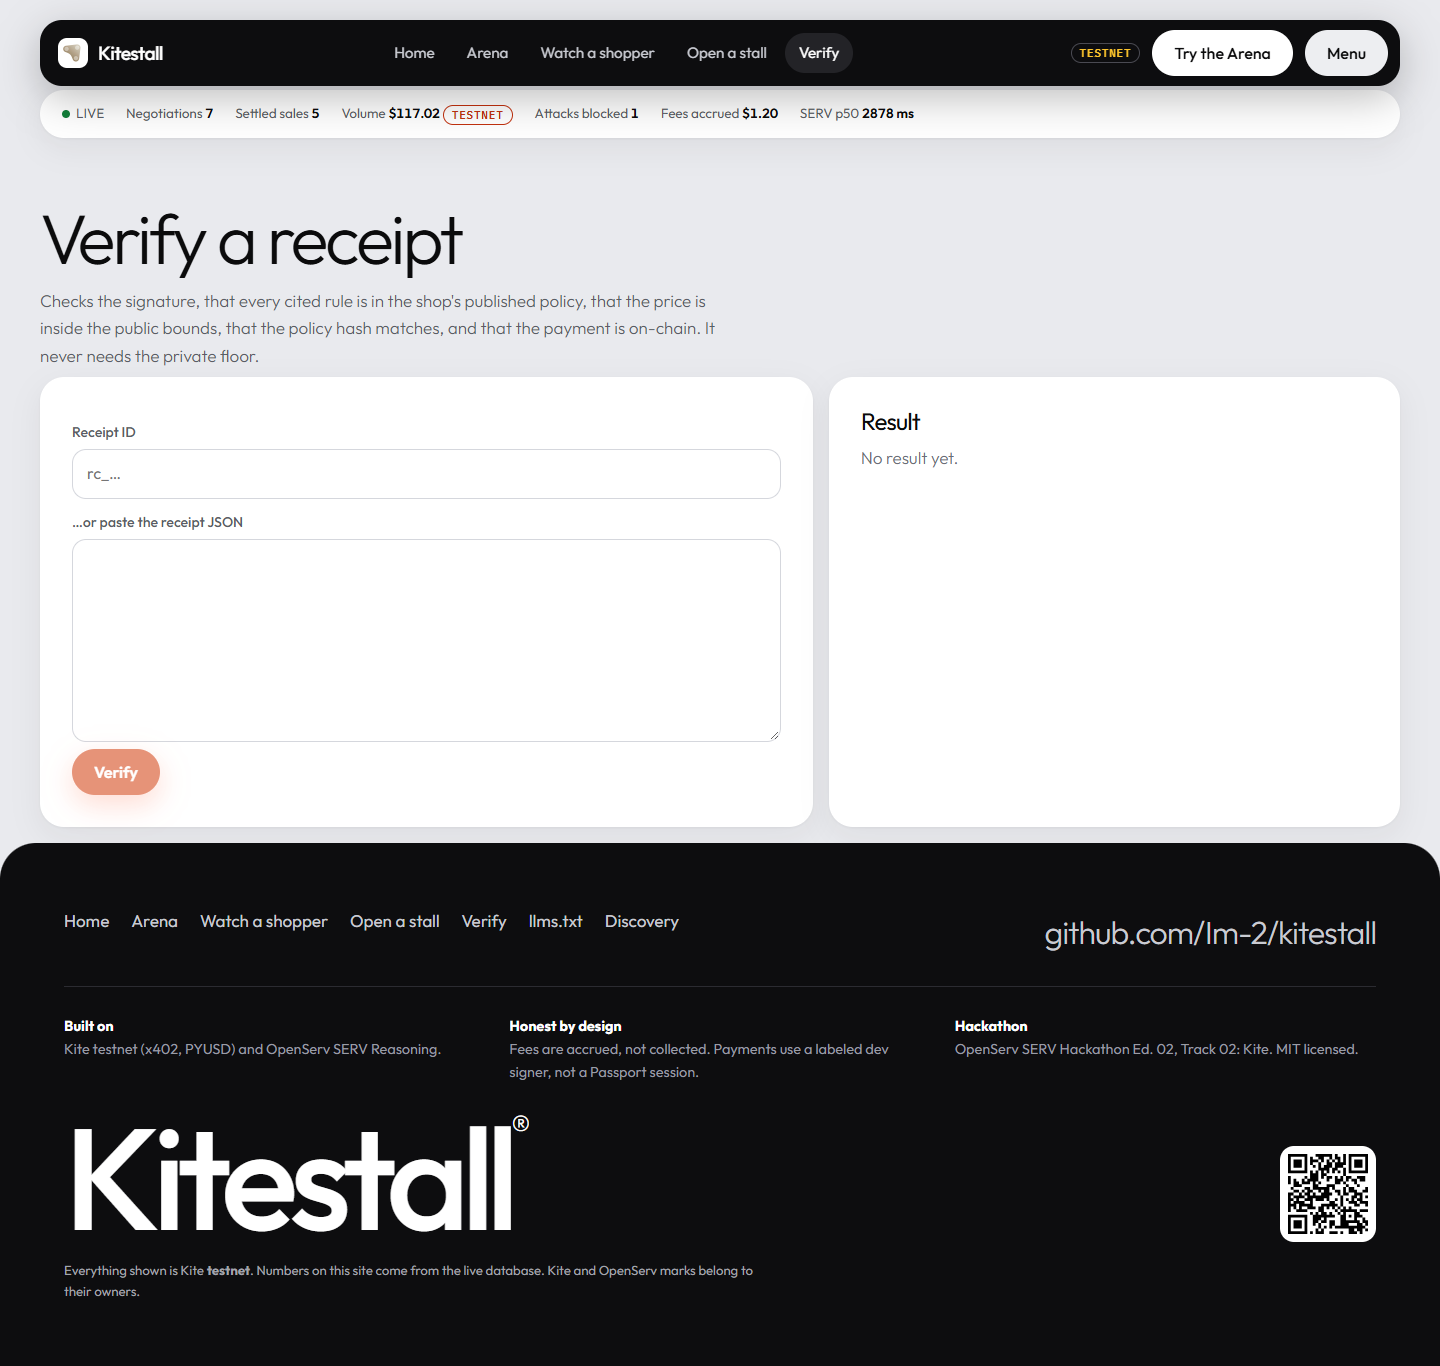 Kitestall
Home Arena Watch a shopper Open a stall Verify
TESTNET Try the Arena Menu
LIVE Negotiations 7 Settled sales 5 Volume $117.02 TESTNET Attacks blocked 1 Fees accrued $1.20 SERV p50 2878 ms
Verify a receipt
Checks the signature, that every cited rule is in the shop's published policy, that the price is
inside the public bounds, that the policy hash matches, and that the payment is on-chain. It
never needs the private floor.
Receipt ID
rc_…
…or paste the receipt JSON
Verify
Result
No result yet.
Home Arena Watch a shopper Open a stall Verify llms.txt Discovery
github.com/Im-2/kitestall
Built on
Kite testnet (x402, PYUSD) and OpenServ SERV Reasoning.
Honest by design
Fees are accrued, not collected. Payments use a labeled dev
signer, not a Passport session.
Hackathon
OpenServ SERV Hackathon Ed. 02, Track 02: Kite. MIT licensed.
Kitestall®
Everything shown is Kite testnet. Numbers on this site come from the live database. Kite and OpenServ marks belong to
their owners.